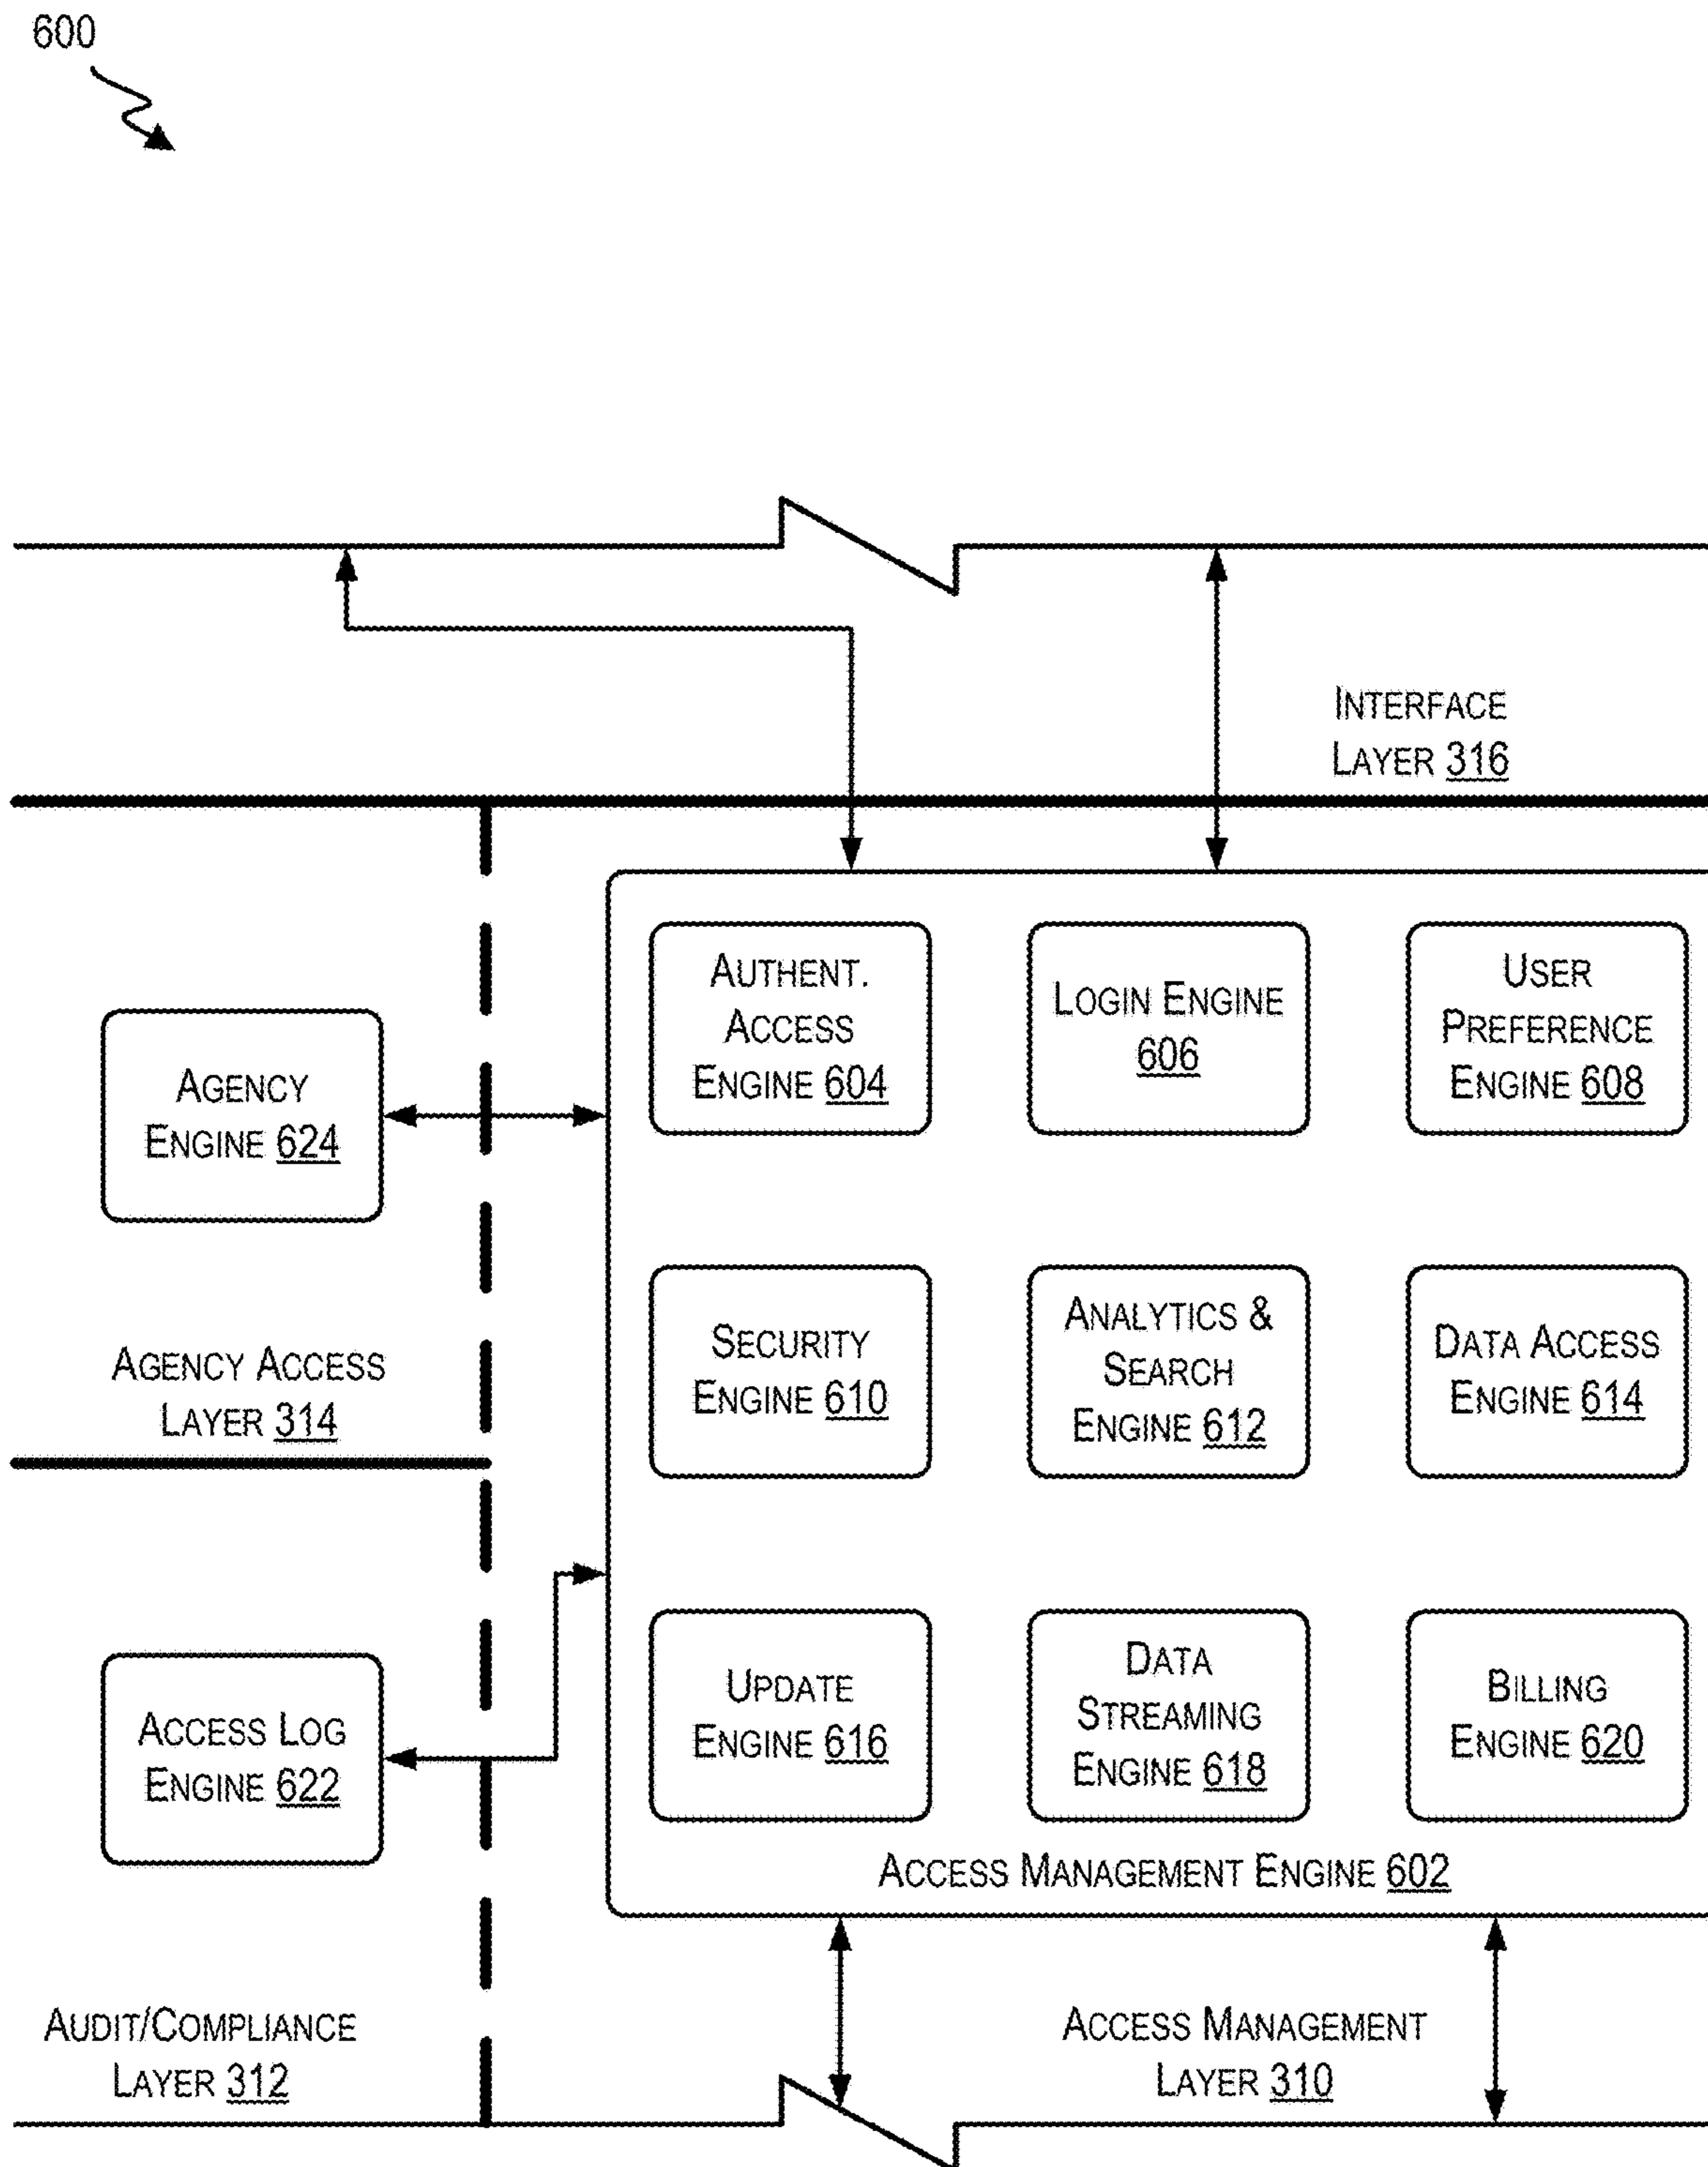 600
INTERFACE
LAYER 316
AUTHENT.
ACCESS
ENGINE 604
LOGIN ENGINE
606
USER
PREFERENCE
ENGINE 608
AGENCY
ENGINE 624
SECURITY
ENGINE 610
ANALYTICS &
SEARCH
ENGINE 612
DATA ACCESS
ENGINE 614
AGENCY ACCESS
LAYER 314
UPDATE
ENGINE 616
DATA
STREAMING
ENGINE 618
BILLING
ENGINE 620
ACCESS LOG
ENGINE 622
ACCESS MANAGEMENT ENGINE 602
AUDIT/COMPLIANCE
LAYER 312
ACCESS MANAGEMENT
LAYER 310